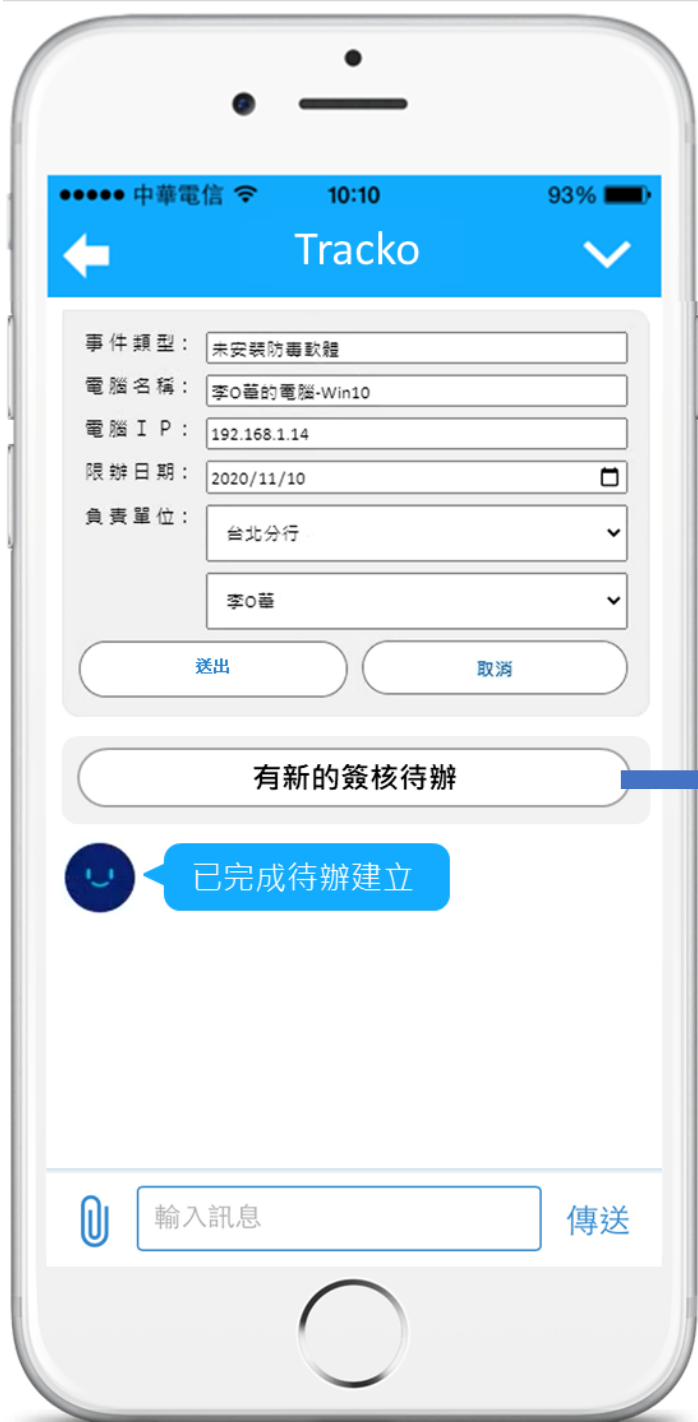 中華電信 10:10 93%
Tracko
事件類型： 未安裝防毒軟體
電腦名稱： 李O華的電腦-Win10
電腦ＩＰ： 192.168.1.14
限辦日期： 2020/11/10
負責單位： 台北分行
李O華
送出 取消
有新的簽核待辦
已完成待辦建立
輸入訊息 傳送